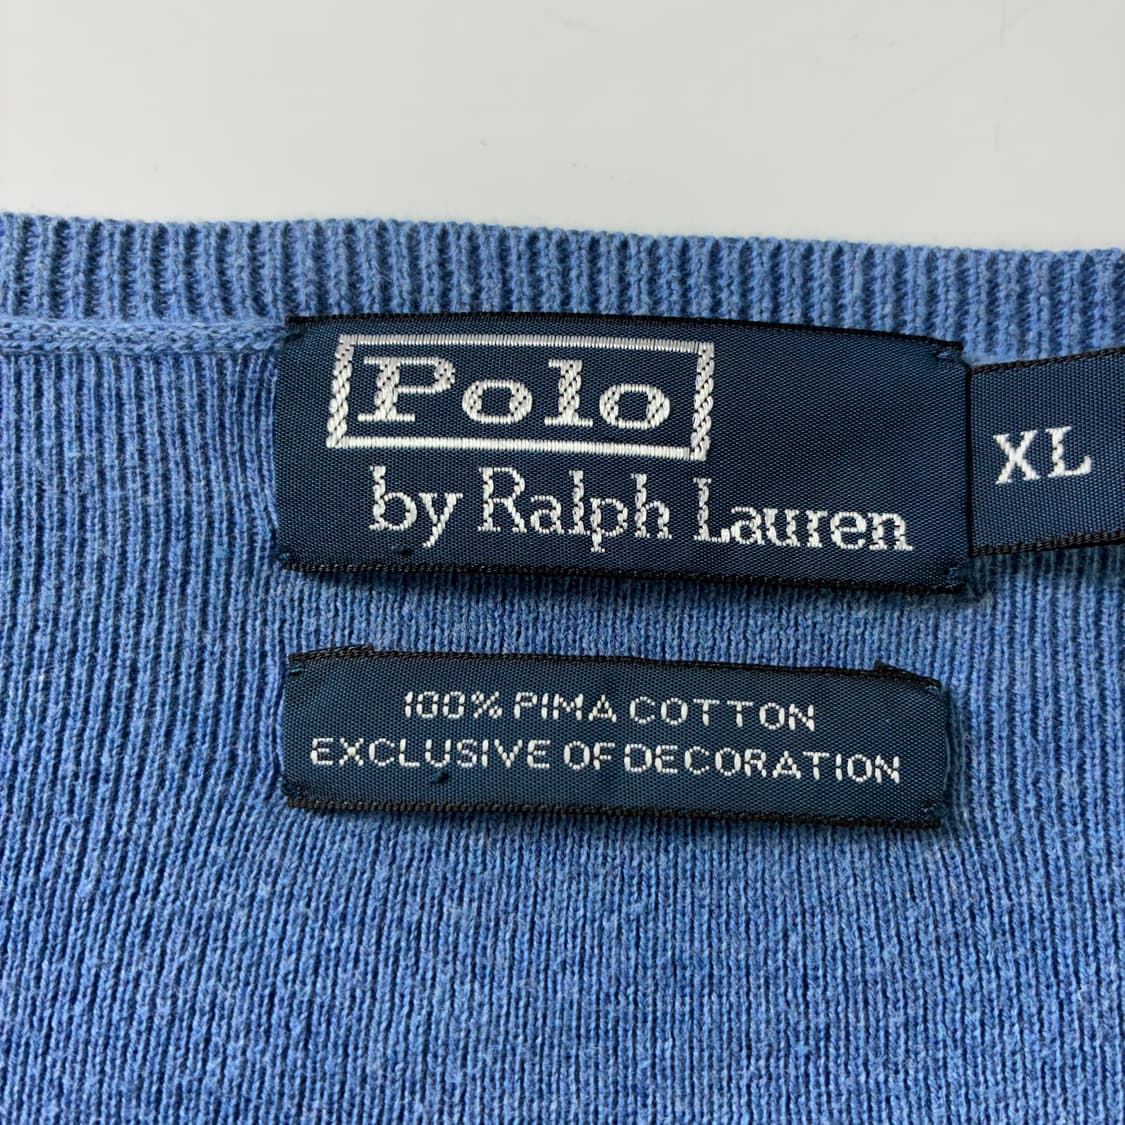 Polo
by Ralph Lauren
XL
100% PIMA COTTON
EXCLUSIVE OF DECORATION